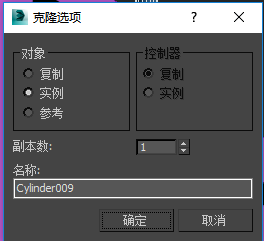 克隆选项 ?
对象
复制
实例
参考
控制器
复制
实例
副本数: 1
名称:
Cylinder009
确定 取消